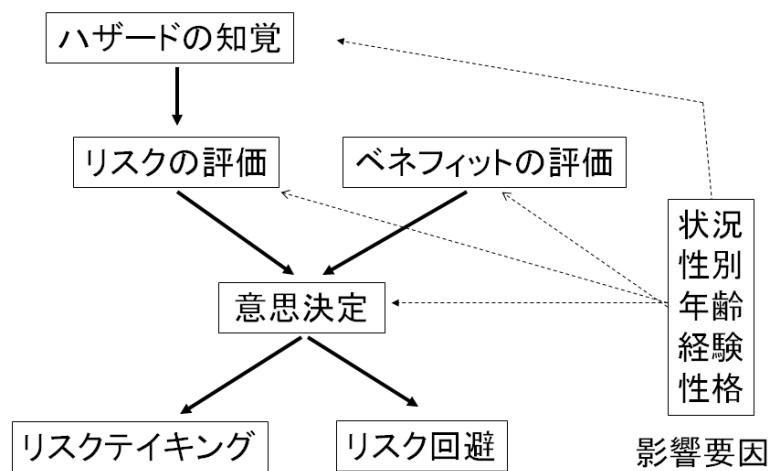 ハザードの知覚
リスクの評価
ベネフィットの評価
状況
性別
年齢
経験
性格
意思決定
リスクテイキング
リスク回避
影響要因